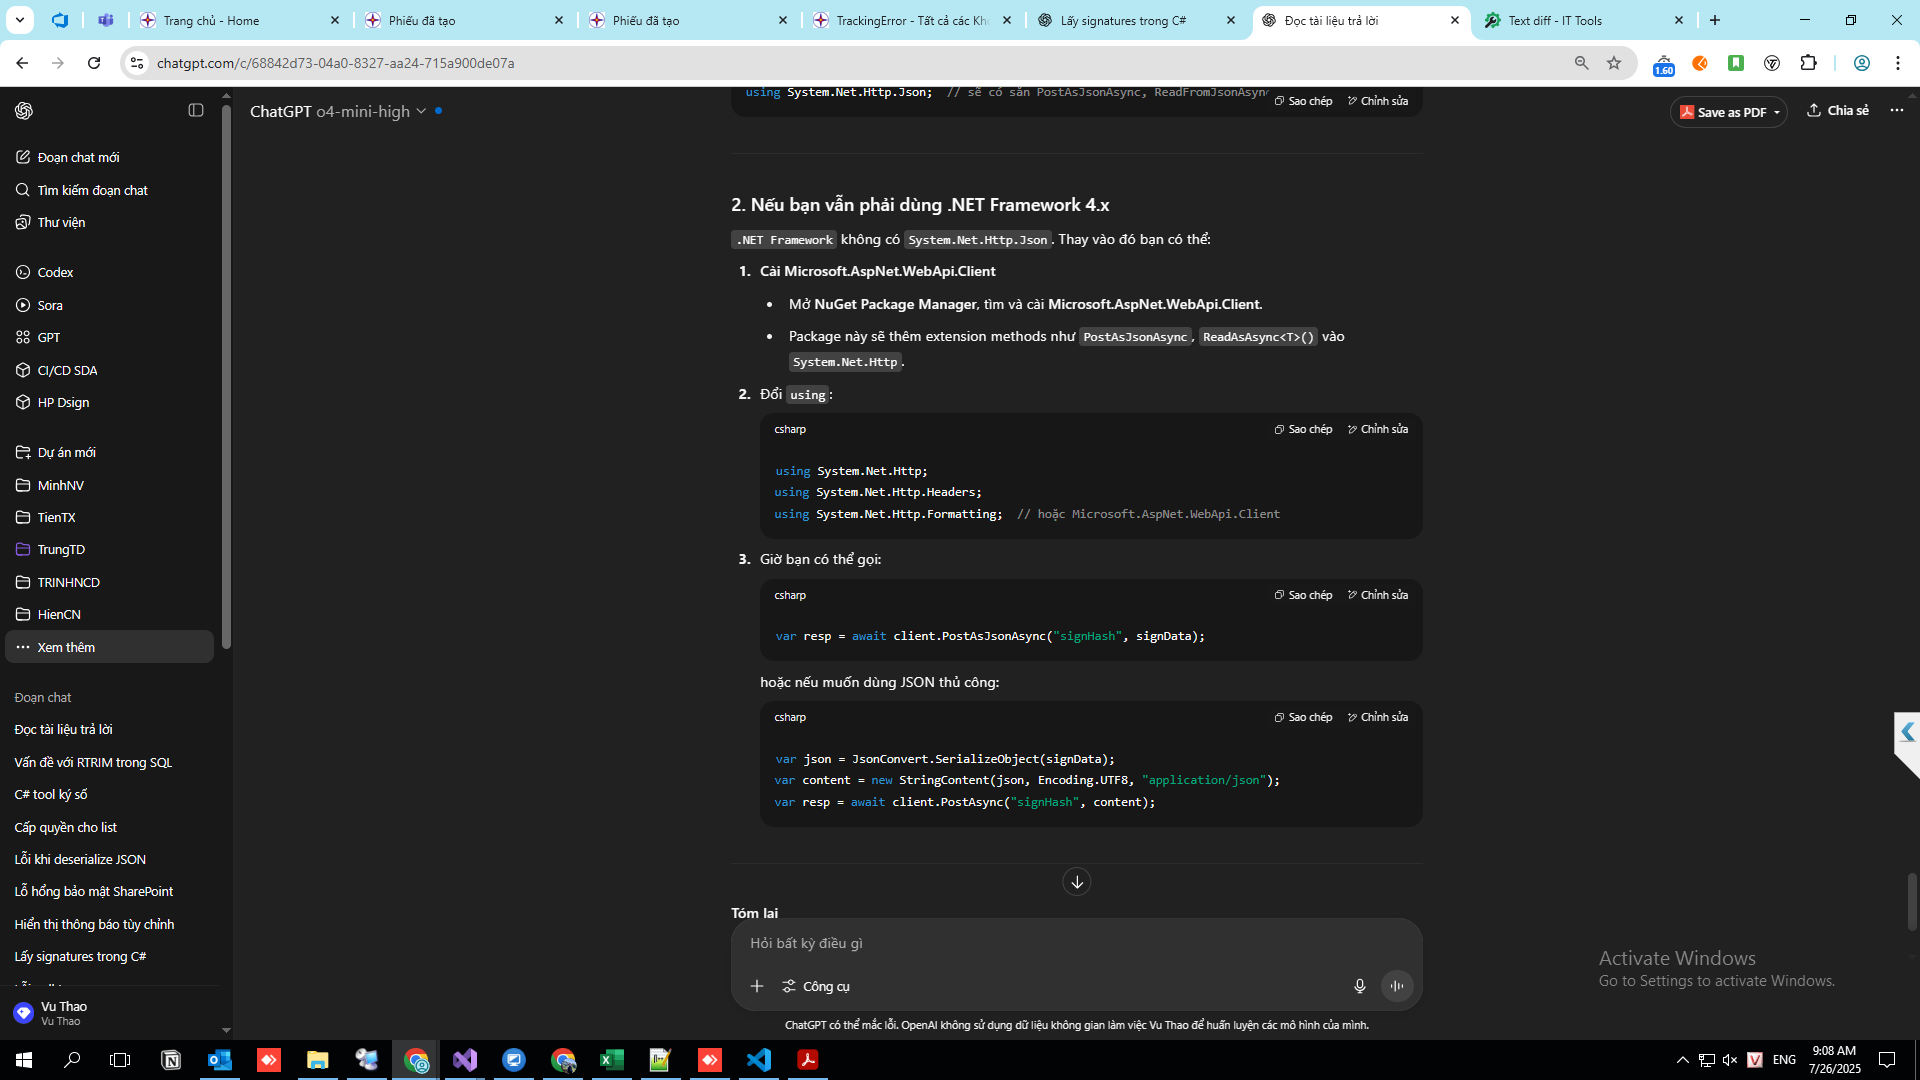 Trang chủ - Home
Phiếu đã tạo
Phiếu đã tạo
TrackingError - Tất cả các Kh
Lấy signatures trong C#
Đọc tài liệu trả lời
Text diff - IT Tools
chatgpt.com/c/68842d73-04a0-8327-aa24-715a900de07a
1.60
ChatGPT o4-mini-high
Save as PDF
Chia sẻ
Đoạn chat mới
Tìm kiếm đoạn chat
Thư viện
Codex
Sora
GPT
CI/CD SDA
HP Dsign
Dự án mới
MinhNV
TienTX
TrungTD
TRINHNCD
HienCN
Xem thêm
Đoạn chat
Đọc tài liệu trả lời
Vấn đề với RTRIM trong SQL
C# tool ký số
Cấp quyền cho list
Lỗi khi deserialize JSON
Lỗ hổng bảo mật SharePoint
Hiển thị thông báo tùy chỉnh
Lấy signatures trong C#
Vu Thao
Vu Thao
using System.Net.Http.Json; // sẽ có sẵn PostAsJsonAsync, ReadFromJsonAsync
Sao chép Chỉnh sửa
2. Nếu bạn vẫn phải dùng .NET Framework 4.x
.NET Framework không có System.Net.Http.Json. Thay vào đó bạn có thể:
1. Cài Microsoft.AspNet.WebApi.Client
• Mở NuGet Package Manager, tìm và cài Microsoft.AspNet.WebApi.Client.
• Package này sẽ thêm extension methods như PostAsJsonAsync, ReadAsAsync<T>() vào
System.Net.Http.
2. Đổi using:
csharp Sao chép Chỉnh sửa
using System.Net.Http;
using System.Net.Http.Headers;
using System.Net.Http.Formatting; // hoặc Microsoft.AspNet.WebApi.Client
3. Giờ bạn có thể gọi:
csharp Sao chép Chỉnh sửa
var resp = await client.PostAsJsonAsync("signHash", signData);
hoặc nếu muốn dùng JSON thủ công:
csharp Sao chép Chỉnh sửa
var json = JsonConvert.SerializeObject(signData);
var content = new StringContent(json, Encoding.UTF8, "application/json");
var resp = await client.PostAsync("signHash", content);
Tóm lại
Hỏi bất kỳ điều gì
Công cụ
ChatGPT có thể mắc lỗi. OpenAI không sử dụng dữ liệu không gian làm việc Vu Thao để huấn luyện các mô hình của mình.
Activate Windows
Go to Settings to activate Windows.
ENG
9:08 AM
7/26/2025